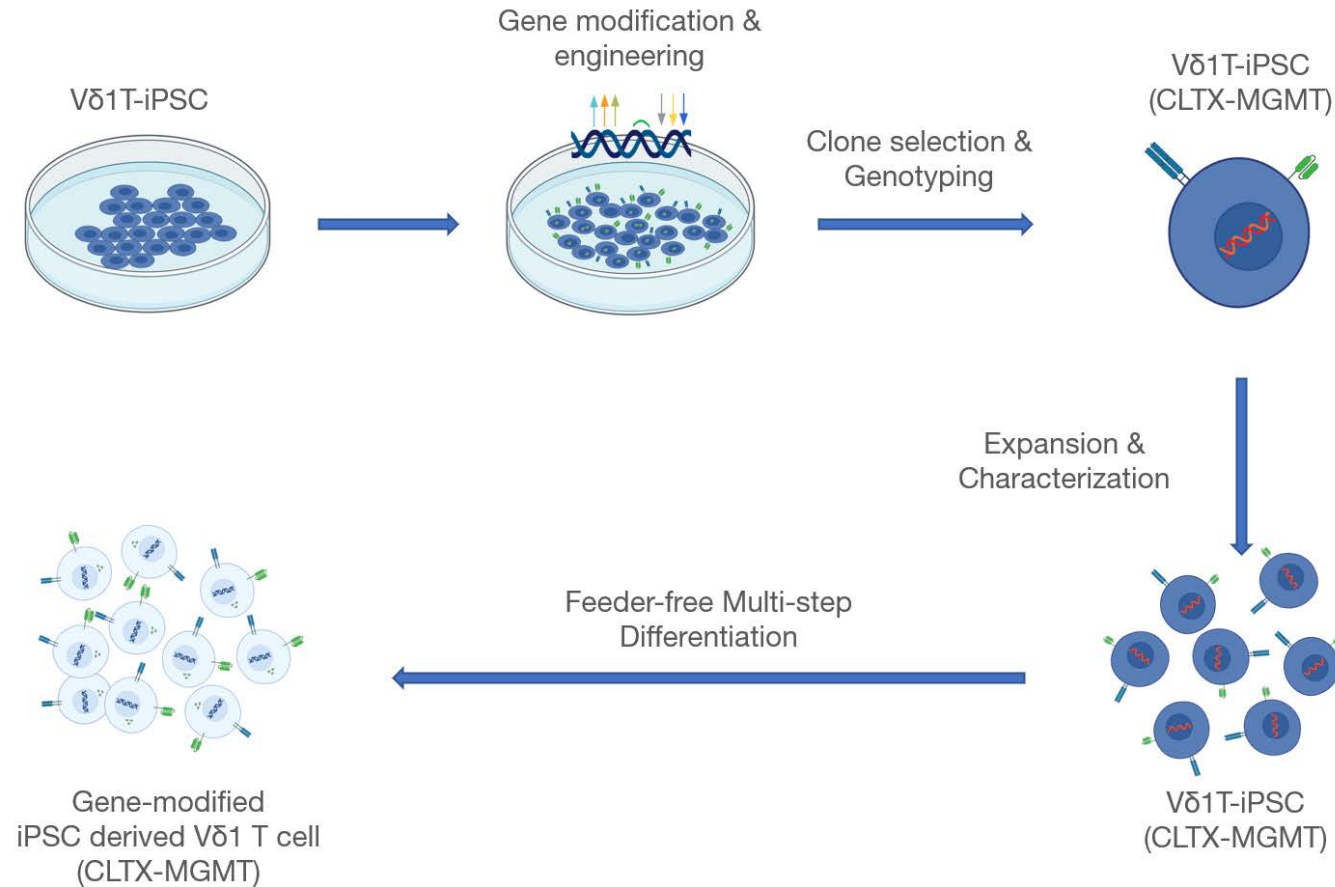 Vδ1T-iPSC
Gene modification &
engineering
Clone selection &
Genotyping
Vδ1T-iPSC
(CLTX-MGMT)
Expansion &
Characterization
Vδ1T-iPSC
(CLTX-MGMT)
Feeder-free Multi-step
Differentiation
Gene-modified
iPSC derived Vδ1 T cell
(CLTX-MGMT)